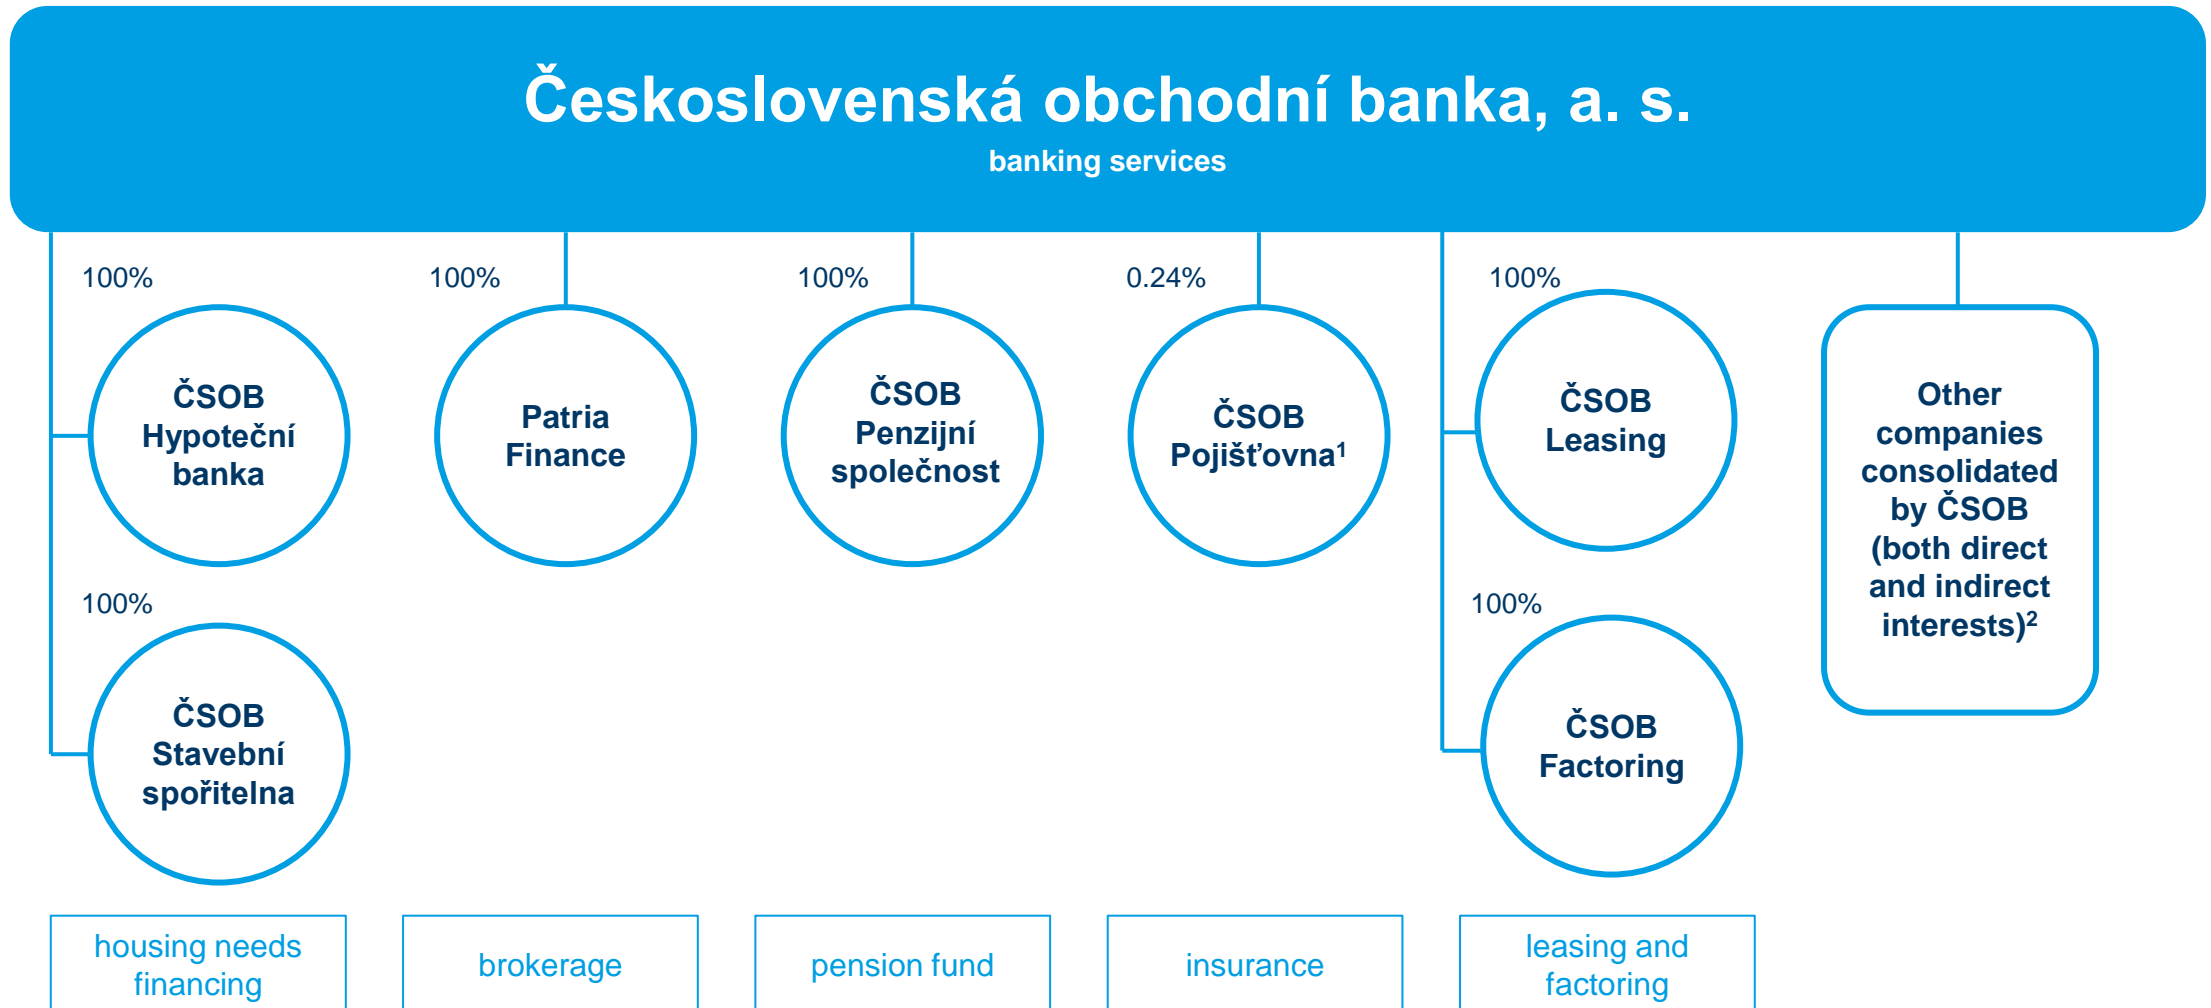 Československá obchodní banka, a. s.
banking services
100%
100%
100%
0.24%
100%
ČSOB
Hypoteční
banka
Patria
Finance
ČSOB
Penzijní
společnost
ČSOB
Pojišťovna¹
ČSOB
Leasing
Other
companies
consolidated
by ČSOB
(both direct
and indirect
interests)²
100%
100%
ČSOB
Stavební
spořitelna
ČSOB
Factoring
housing needs
financing
brokerage
pension fund
insurance
leasing and
factoring